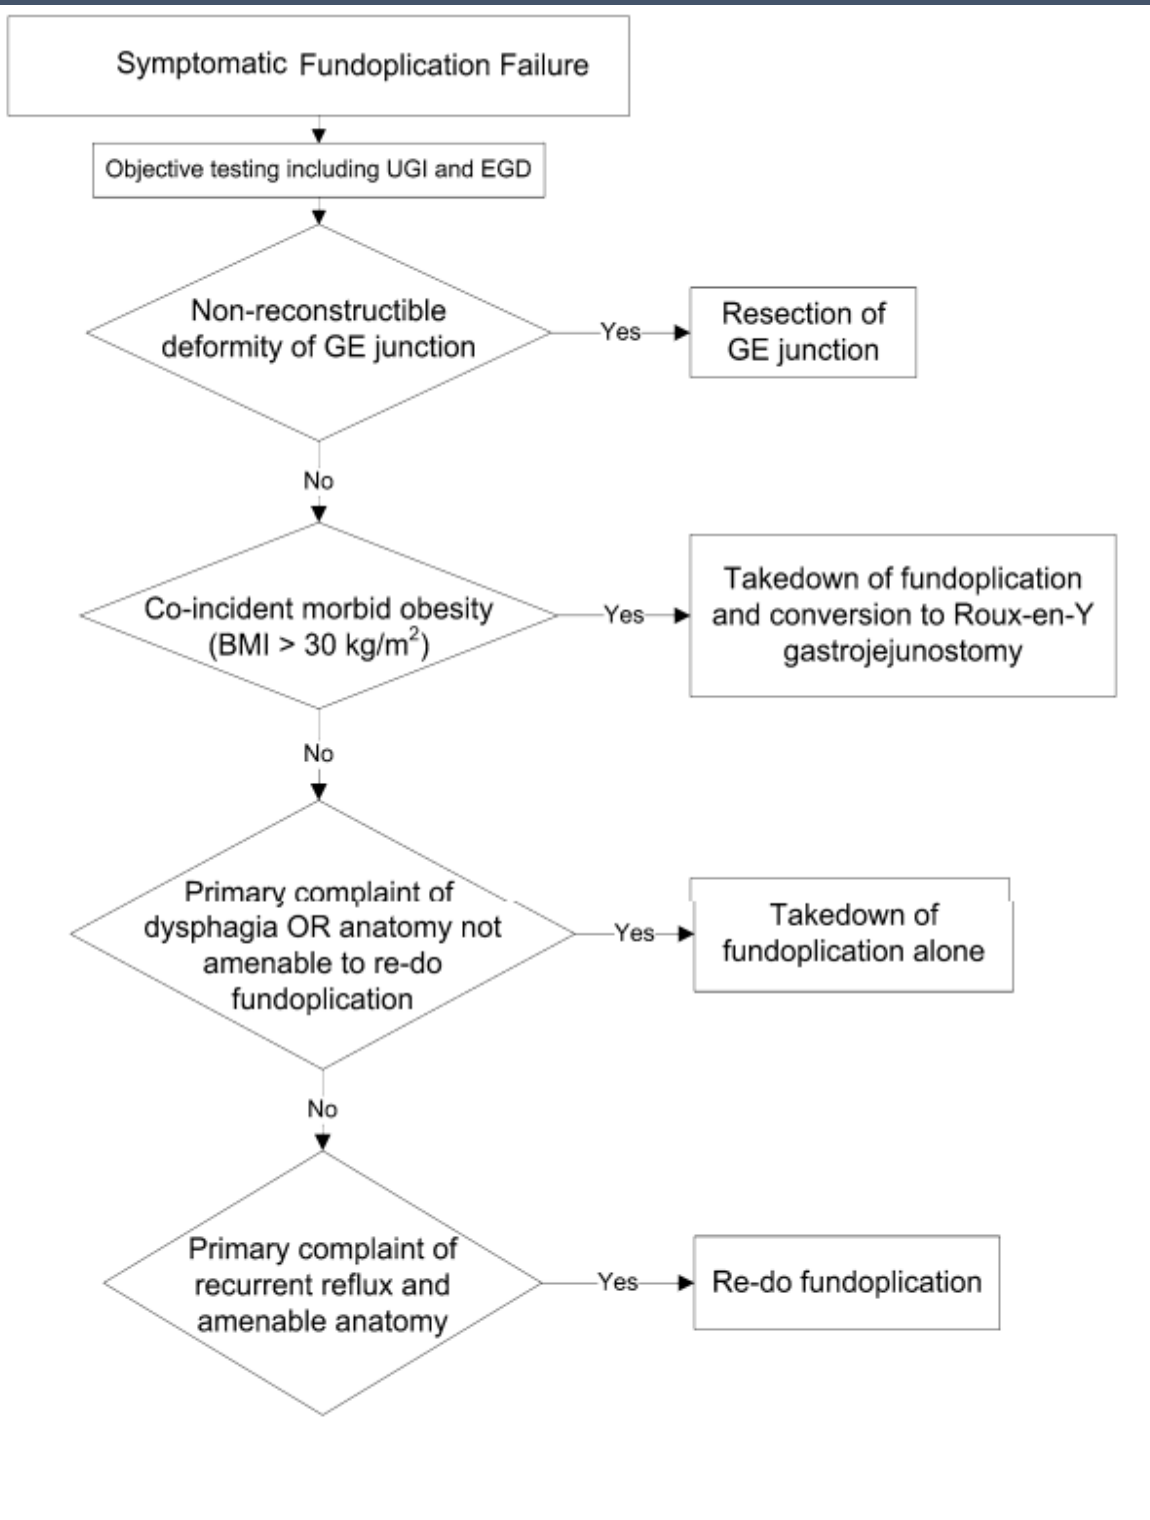 Symptomatic Fundoplication Failure
Objective testing including UGI and EGD
Non-reconstructible
deformity of GE junction
Yes
Resection of
GE junction
No
Co-incident morbid obesity
(BMI > 30 kg/m²)
Yes
Takedown of fundoplication
and conversion to Roux-en-Y
gastrojejunostomy
No
Primary complaint of
dysphagia OR anatomy not
amenable to re-do
fundoplication
Yes
Takedown of
fundoplication alone
No
Primary complaint of
recurrent reflux and
amenable anatomy
Yes
Re-do fundoplication